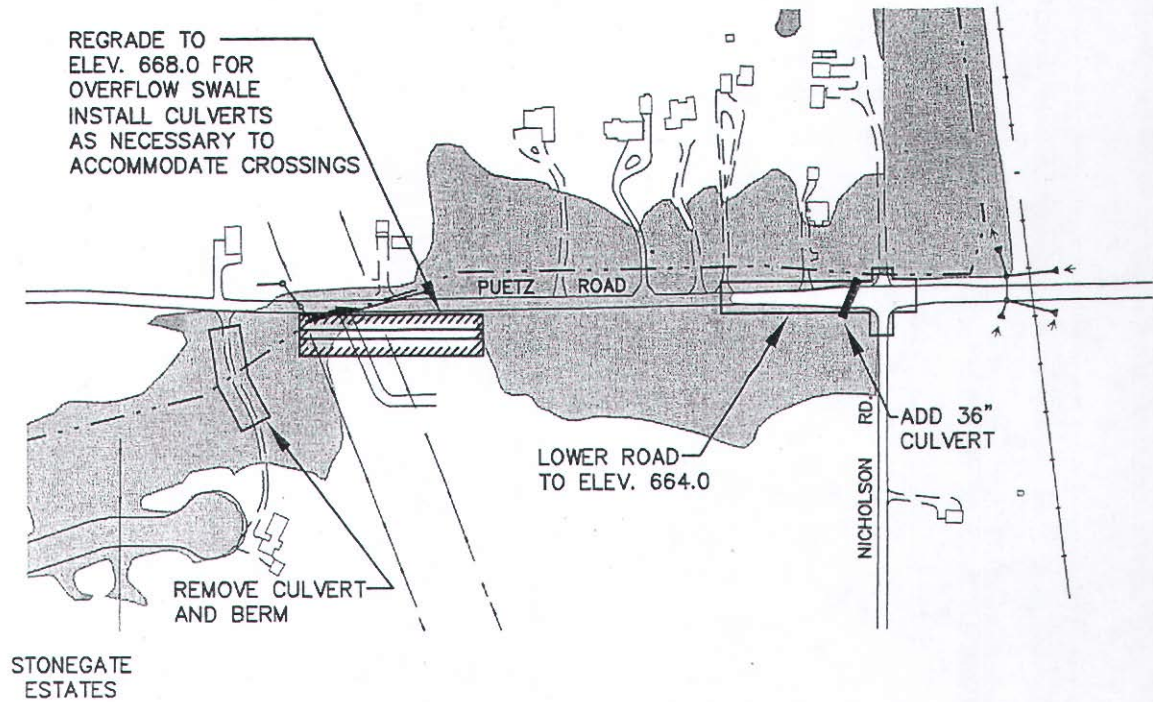 REGRADE TO
ELEV. 668.0 FOR
OVERFLOW SWALE
INSTALL CULVERTS
AS NECESSARY TO
ACCOMMODATE CROSSINGS
PUETZ ROAD
LOWER ROAD
TO ELEV. 664.0
NICHOLSON RD.
ADD 36"
CULVERT
REMOVE CULVERT
AND BERM
STONEGATE
ESTATES